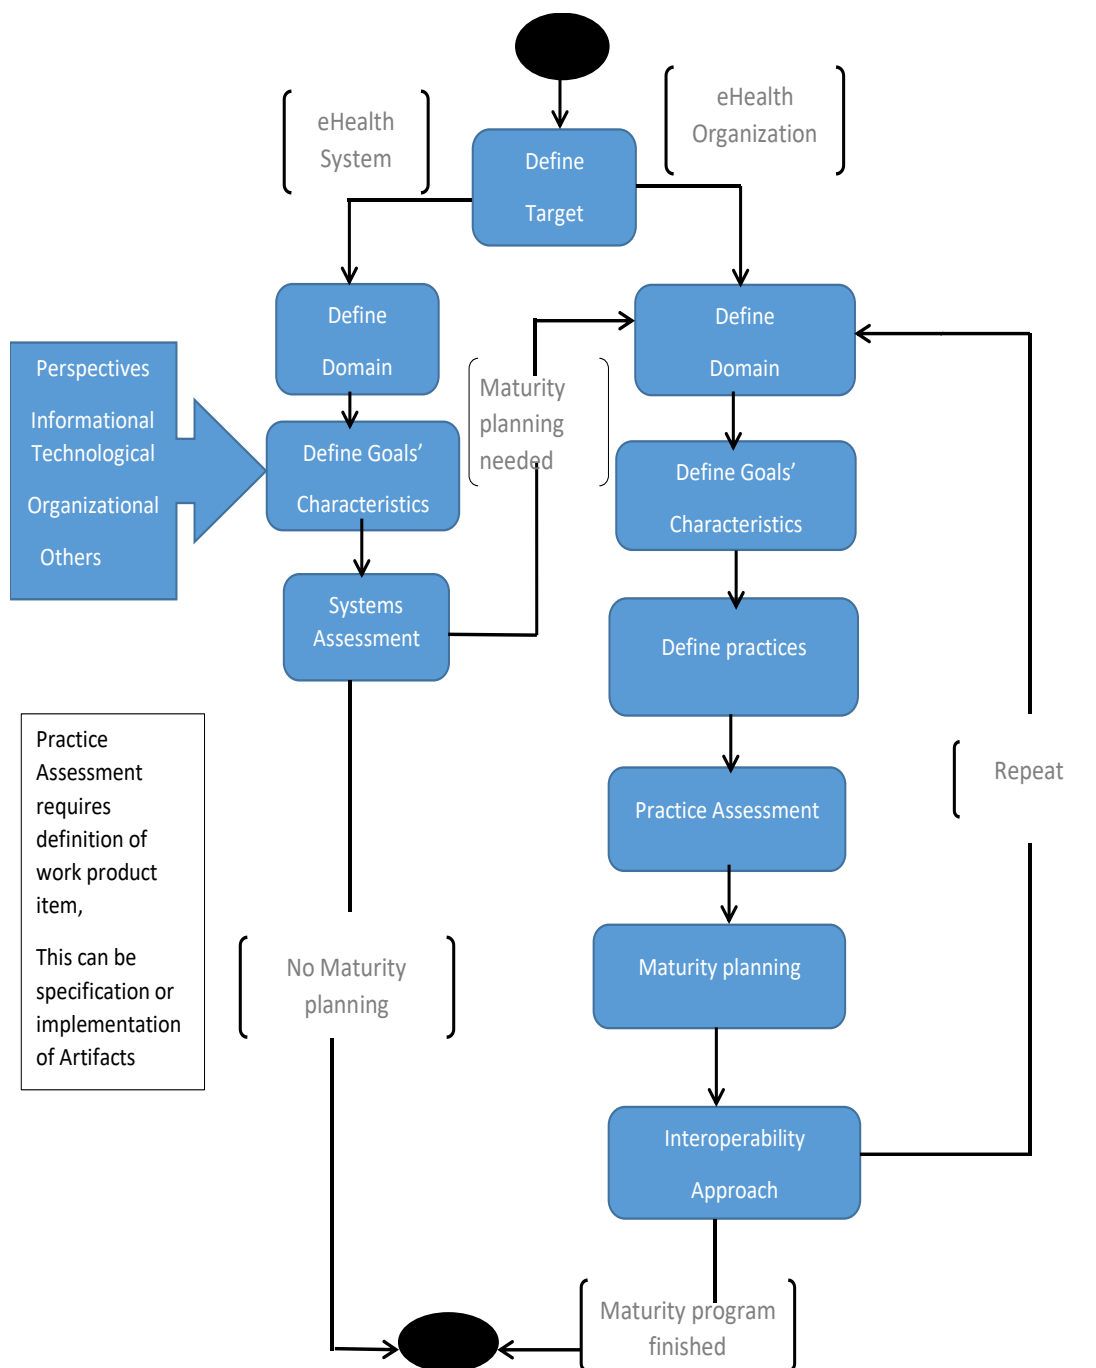 eHealth
System
eHealth
Organization
Define
Target
Define
Domain
Define
Domain
Perspectives
Informational
Technological
Organizational
Others
Maturity
planning
needed
Define Goals’
Characteristics
Define Goals’
Characteristics
Systems
Assessment
Define practices
Practice
Assessment
requires
definition of
work product
item,
This can be
specification or
implementation
of Artifacts
Repeat
Practice Assessment
No Maturity
planning
Maturity planning
Interoperability
Approach
Maturity program
finished